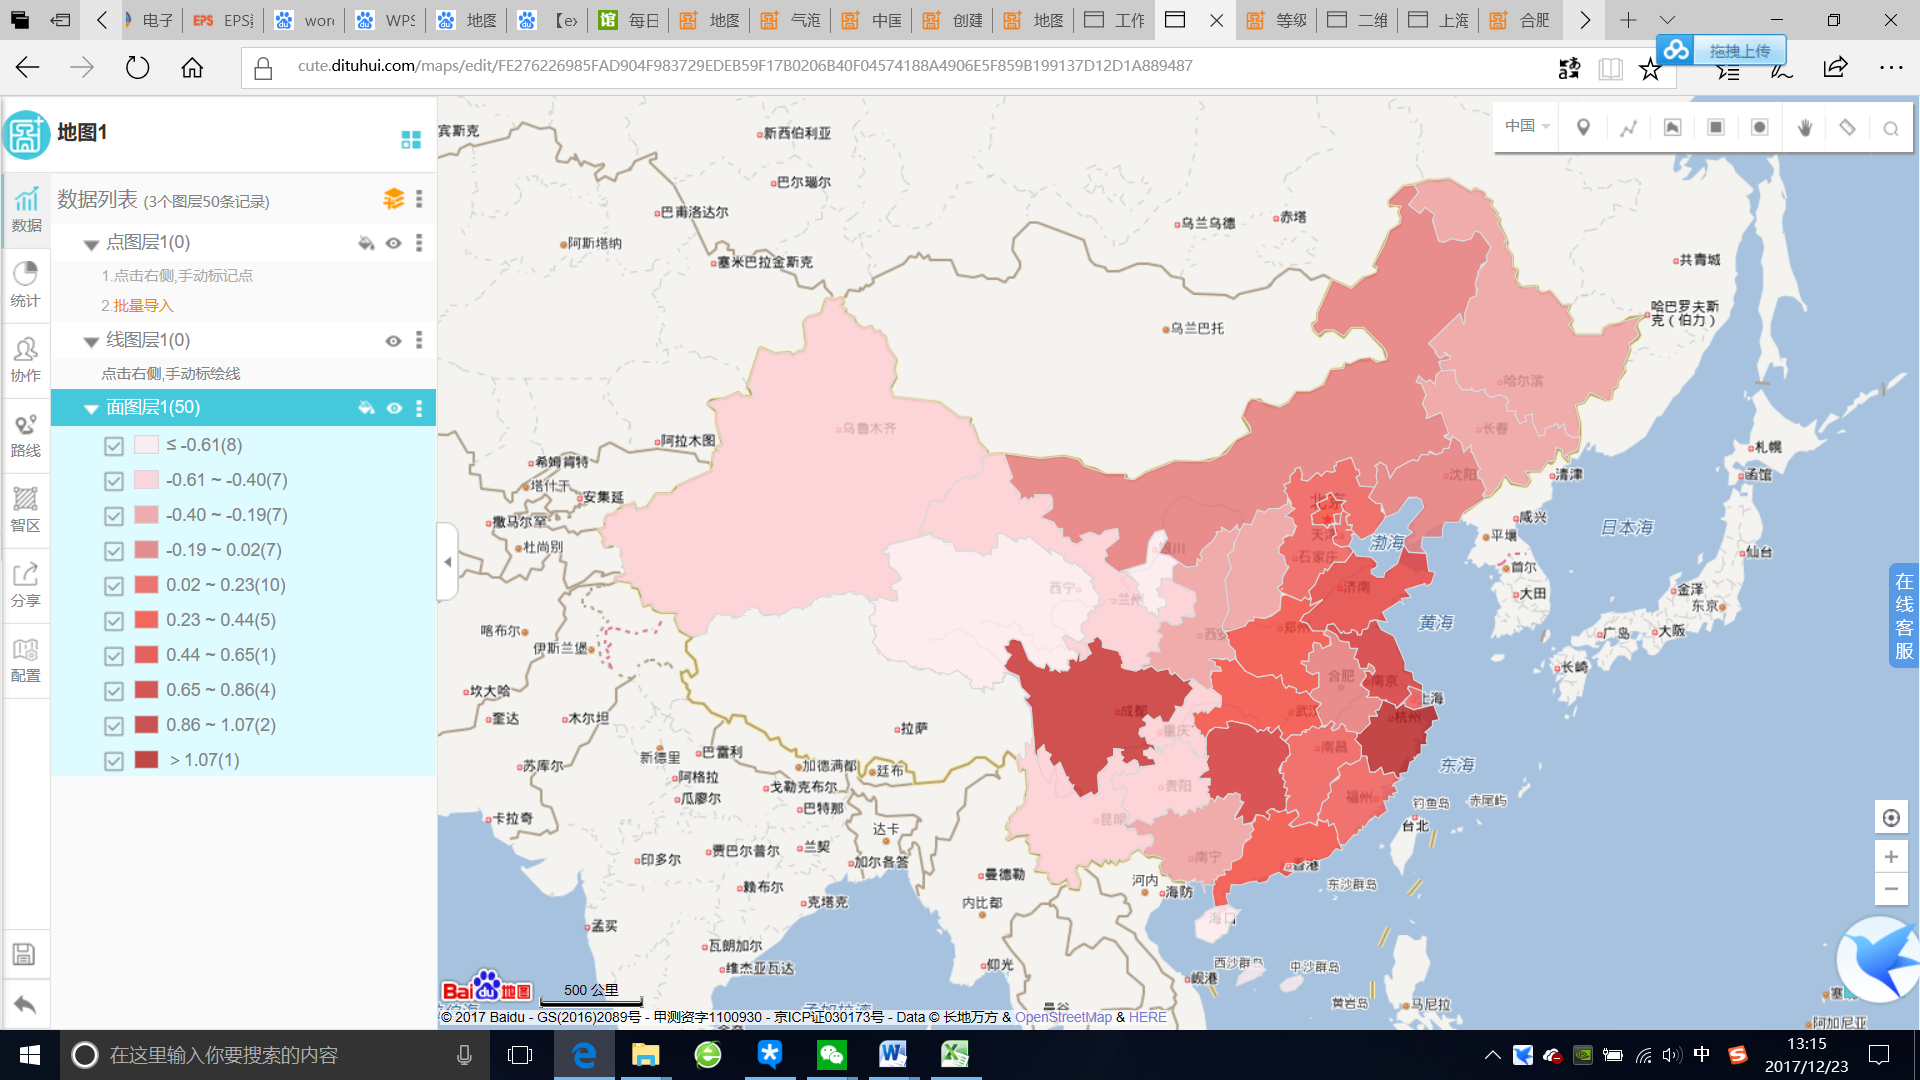 电子
EPS
wor
WPS
地图
【e
每日
地图
气泡
中国
创建
地图
工作
等级
二维
上海
合肥
拖拽上传
cute.dituhui.com/maps/edit/FE276226985FAD904F983729EDEB59F17B0206B40F04574188A4906E5F859B199137D12D1A889487
地图1
数据
统计
协作
路线
智区
分享
配置
数据列表 (3个图层50条记录)
点图层1(0)
1.点击右侧,手动标记点
2.批量导入
线图层1(0)
点击右侧,手动标绘线
面图层1(50)
≤ -0.61(8)
-0.61 ~ -0.40(7)
-0.40 ~ -0.19(7)
-0.19 ~ 0.02(7)
0.02 ~ 0.23(10)
0.23 ~ 0.44(5)
0.44 ~ 0.65(1)
0.65 ~ 0.86(4)
0.86 ~ 1.07(2)
> 1.07(1)
中国
宾斯克
新西伯利亚
巴尔瑙尔
巴甫洛达尔
阿斯塔纳
塞米巴拉金斯克
乌兰乌德
赤塔
共青城
哈巴罗夫斯
克（伯力）
乌兰巴托
哈尔滨
乌鲁木齐
阿拉木图
长春
札幌
希姆肯特
沈阳
清津
函馆
塔什干
安集延
北京
咸兴
撒马尔罕
天津
平壤
日本海
杜尚别
银川
石家庄
渤海
仙台
首尔
西宁
兰州
济南
大田
金泽
东京
喀布尔
伊斯兰堡
西安
郑州
黄海
广岛
大阪
长崎
坎大哈
合肥
南京
上海
奎达
木尔坦
拉萨
成都
武汉
杭州
重庆
新德里
巴雷利
南昌
苏库尔
阿格拉
加德满都
廷布
东海
瓜廖尔
戈勒克布尔
贵阳
福州
钓鱼岛
赤尾屿
卡拉奇
巴特那
达卡
昆明
台北
印多尔
贾巴尔普尔
兰契
加尔各答
南宁
香港
赖布尔
曼德勒
河内
海防
东沙群岛
克塔克
内比都
孟买
海口
瓦朗加尔
维杰亚瓦达
仰光
岘港
西沙群岛
中沙群岛
黄岩岛
马尼拉
曼谷
孟加拉湾
阿加尼亚
在线客服
Bai du 地图
500 公里
© 2017 Baidu - GS(2016)2089号 - 甲测资字1100930 - 京ICP证030173号 - Data © 长地万方 & OpenStreetMap & HERE
在这里输入你要搜索的内容
中
13:15
2017/12/23